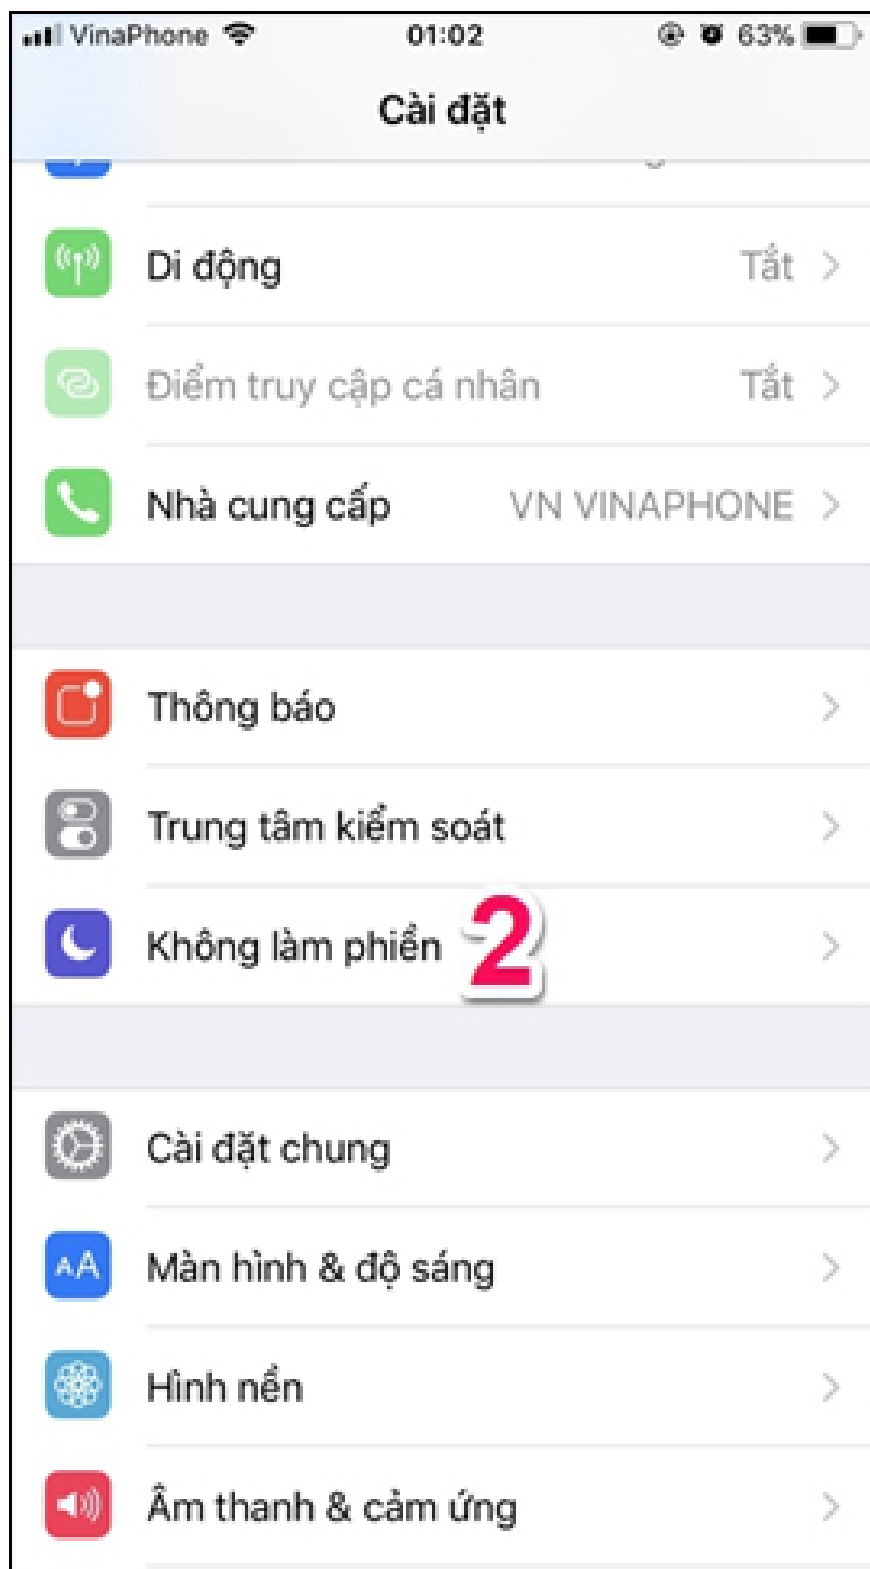 VinaPhone 01:02 63%
Cài đặt
Di động Tắt
Điểm truy cập cá nhân Tắt
Nhà cung cấp VN VINAPHONE
Thông báo
Trung tâm kiểm soát
Không làm phiền 2
Cài đặt chung
AA Màn hình & độ sáng
Hình nền
Âm thanh & cảm ứng